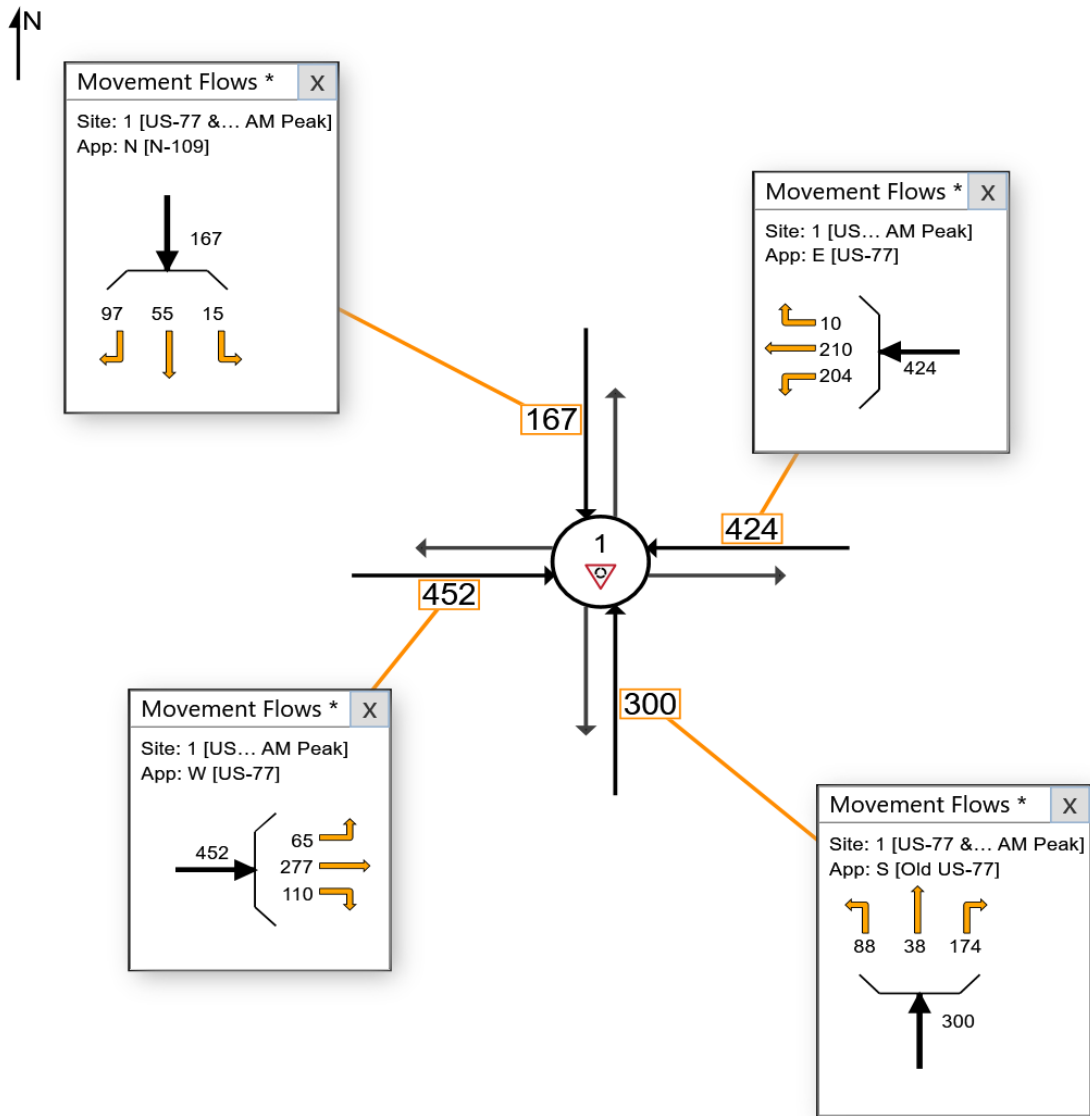 N
Movement Flows *
X
Site: 1 [US-77 &... AM Peak]
App: N [N-109]
167
97 55 15
Movement Flows *
X
Site: 1 [US... AM Peak]
App: E [US-77]
10
210
204
424
167
424
1
452
300
Movement Flows *
X
Site: 1 [US... AM Peak]
App: W [US-77]
452
65
277
110
Movement Flows *
X
Site: 1 [US-77 &... AM Peak]
App: S [Old US-77]
88 38 174
300